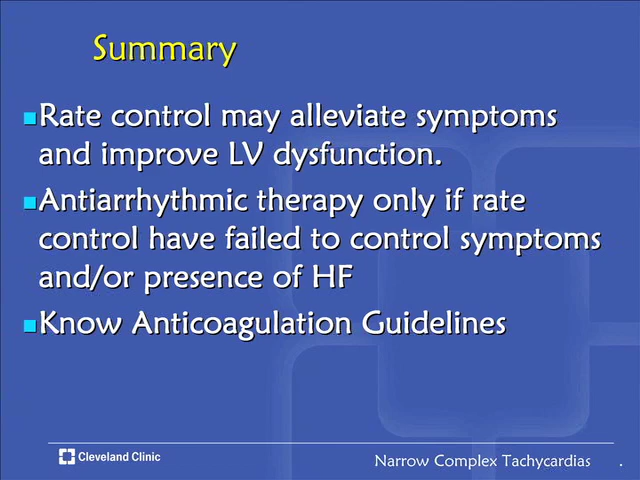 Summary
Rate control may alleviate symptoms
and improve LV dysfunction.
Antiarrhythmic therapy only if rate
control have failed to control symptoms
and/or presence of HF
Know Anticoagulation Guidelines
Cleveland Clinic
Narrow Complex Tachycardias .